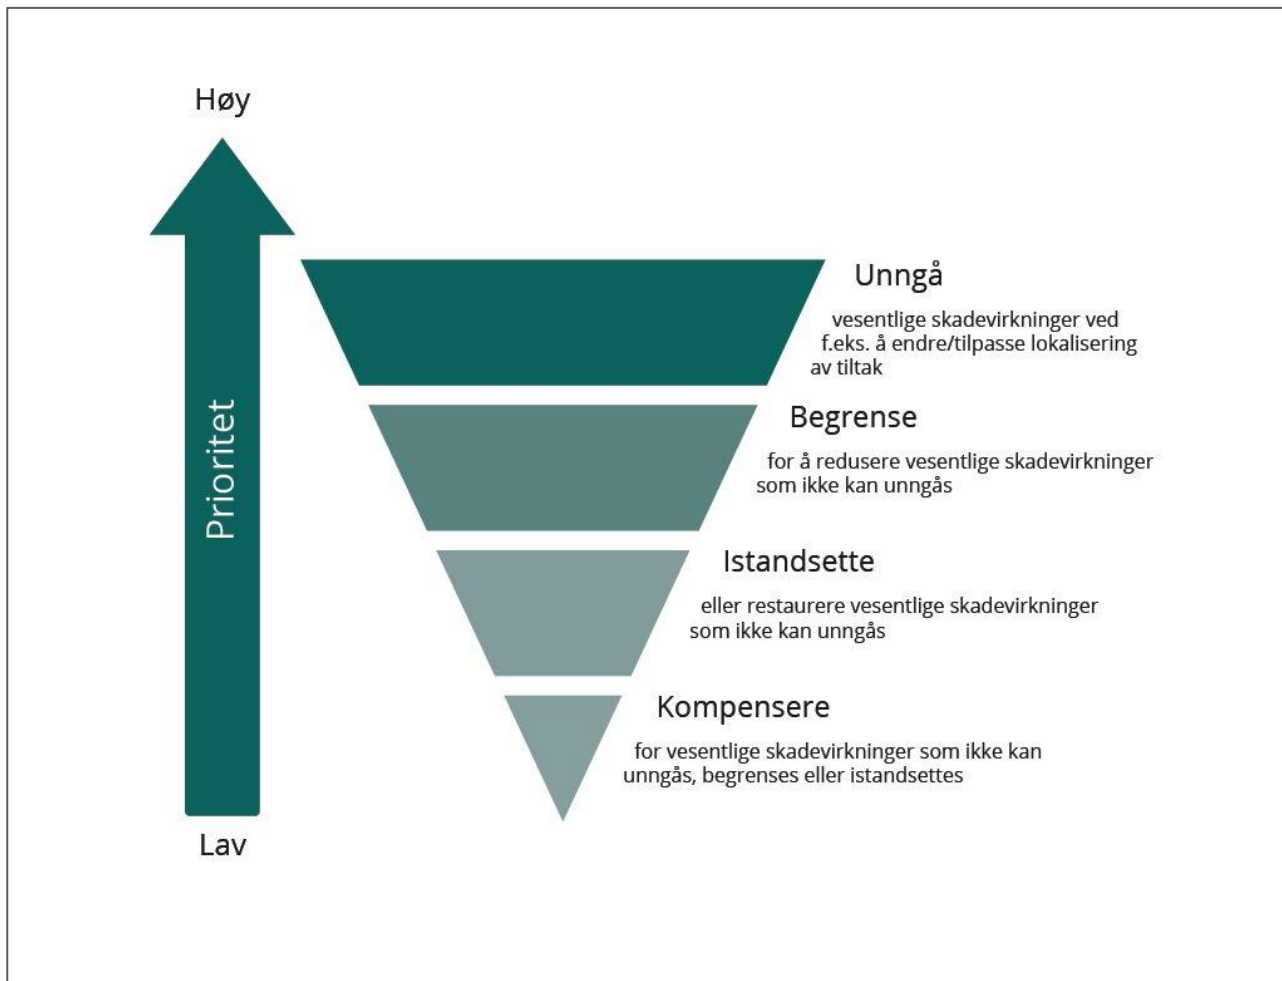 Høy
Prioritet
Lav
Unngå
vesentlige skadevirkninger ved
f.eks. å endre/tilpasse lokalisering
av tiltak
Begrense
for å redusere vesentlige skadevirkninger
som ikke kan unngås
Istandsette
eller restaurere vesentlige skadevirkninger
som ikke kan unngås
Kompensere
for vesentlige skadevirkninger som ikke kan
unngås, begrenses eller istandsettes